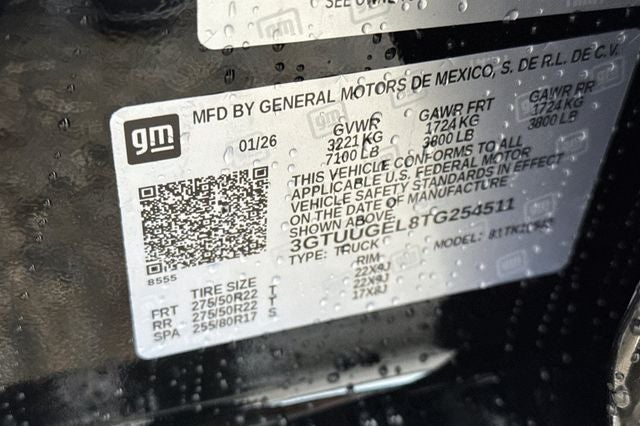 SEE OWNER
MFD BY GENERAL MOTORS DE MEXICO, S. DE R.L. DE C.V.
gm
01/26
GVWR GAWR FRT GAWR RR
3221 KG 1724 KG 1724 KG
7100 LB 3800 LB 3800 LB
THIS VEHICLE CONFORMS TO ALL
APPLICABLE U.S. FEDERAL MOTOR
VEHICLE SAFETY STANDARDS IN EFFECT
ON THE DATE OF MANUFACTURE
SHOWN ABOVE.
3GTUUGEL8TG254511
TYPE: TRUCK MODEL:
8555
TIRE SIZE RIM
FRT 275/50R22 T 22X9J
RR 275/50R22 T 22X9J
SPA 255/80R17 S 17X8J